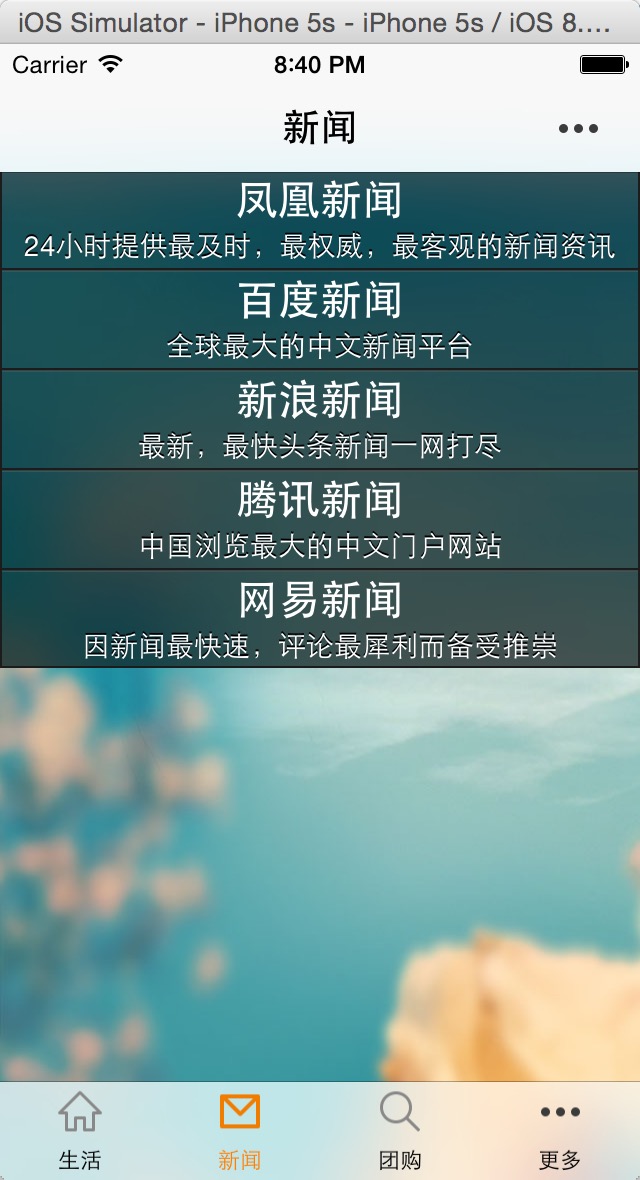 iOS Simulator - iPhone 5s - iPhone 5s / iOS 8....
Carrier 8:40 PM
新闻
凤凰新闻
24小时提供最及时，最权威，最客观的新闻资讯
百度新闻
全球最大的中文新闻平台
新浪新闻
最新，最快头条新闻一网打尽
腾讯新闻
中国浏览最大的中文门户网站
网易新闻
因新闻最快速，评论最犀利而备受推崇
生活 新闻 团购 更多